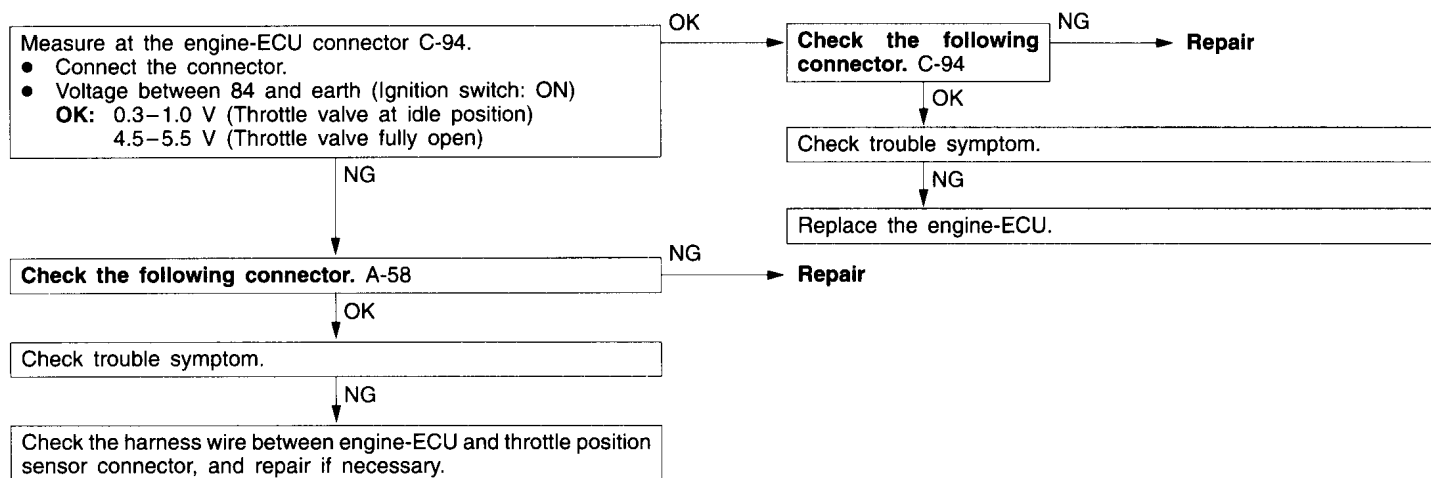 Measure at the engine-ECU connector C-94.
● Connect the connector.
● Voltage between 84 and earth (Ignition switch: ON)
OK: 0.3–1.0 V (Throttle valve at idle position)
4.5–5.5 V (Throttle valve fully open)
OK
Check the following
connector. C-94
NG
Repair
OK
Check trouble symptom.
NG
Replace the engine-ECU.
NG
Check the following connector. A-58
NG
Repair
OK
Check trouble symptom.
NG
Check the harness wire between engine-ECU and throttle position
sensor connector, and repair if necessary.